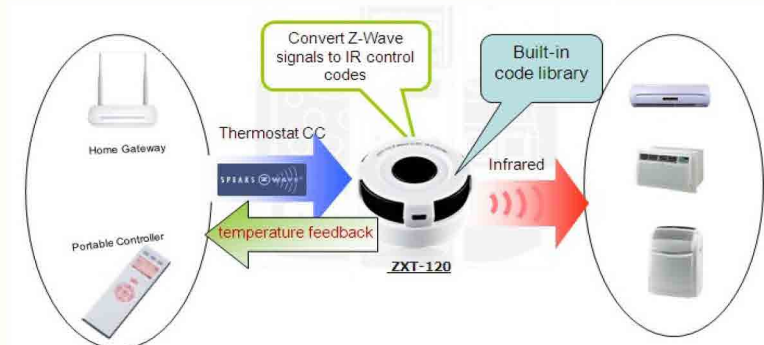 Convert Z-Wave
signals to IR control
codes
Built-in
code library
Home Gateway
Thermostat CC
SPEAKS Z WAVE
Infrared
Portable Controller
temperature feedback
ZXT-120